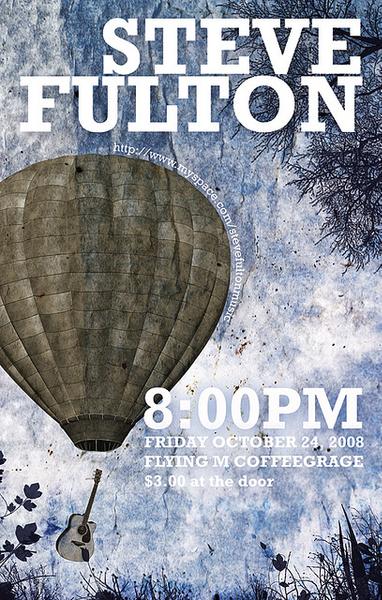 STEVE
FULTON
http://www.myspace.com/stevefultonmusic
8:00PM
FRIDAY OCTOBER 24, 2008
FLYING M COFFEEGRAGE
$3.00 at the door